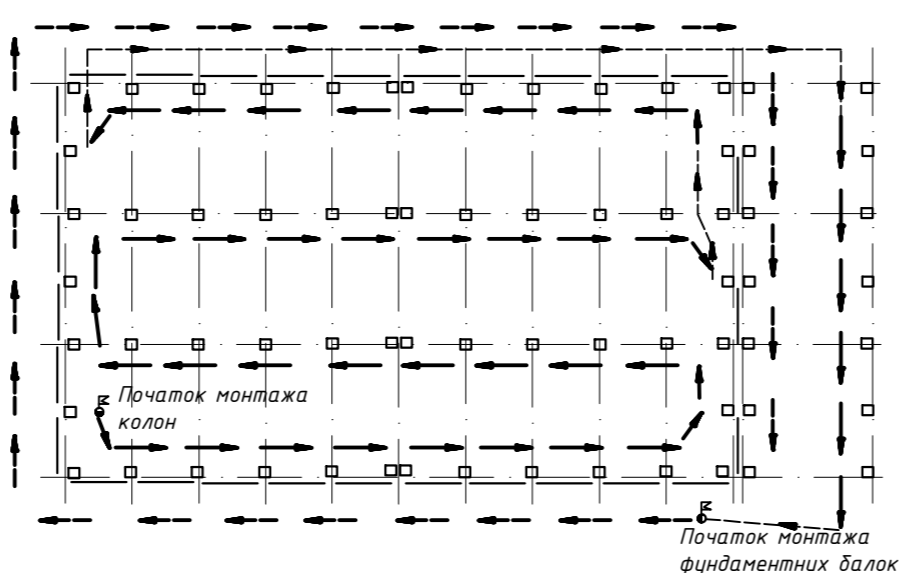 М
Початок монтажа
колон
М
Початок монтажа
фундаментних балок